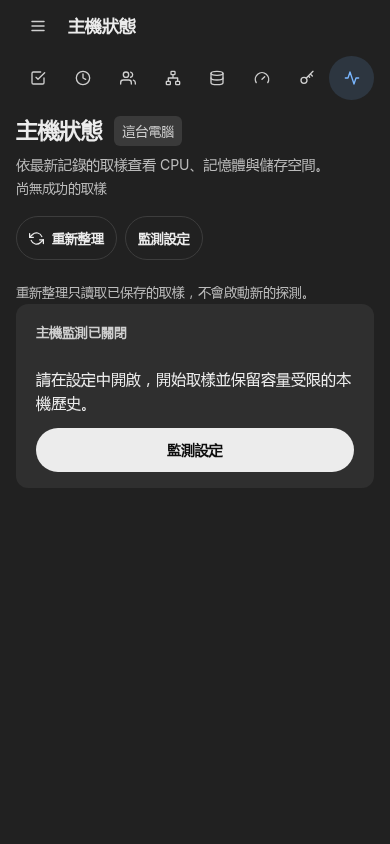 主機狀態
主機狀態
這台電腦
依最新記錄的取樣查看 CPU、記憶體與儲存空間。
尚無成功的取樣
重新整理
監測設定
重新整理只讀取已保存的取樣，不會啟動新的探測。
主機監測已關閉
請在設定中開啟，開始取樣並保留容量受限的本
機歷史。
監測設定